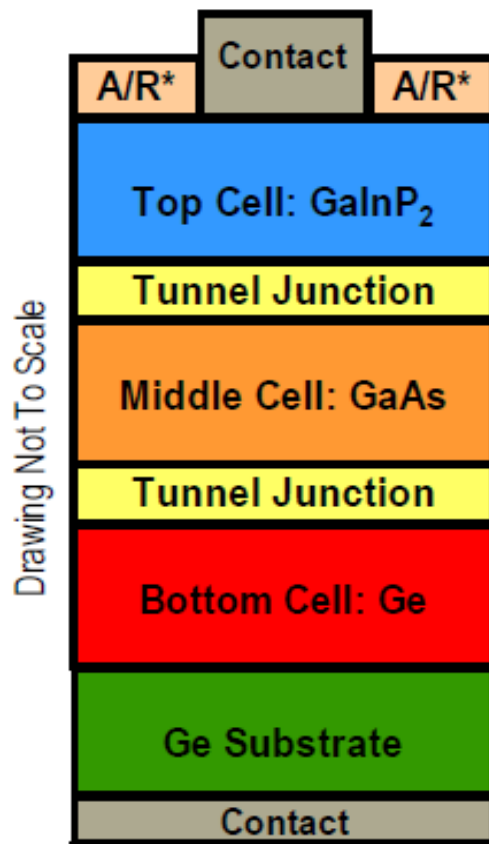 Contact
A/R* A/R*
Top Cell: GaInP₂
Tunnel Junction
Middle Cell: GaAs
Tunnel Junction
Bottom Cell: Ge
Ge Substrate
Contact
Drawing Not To Scale